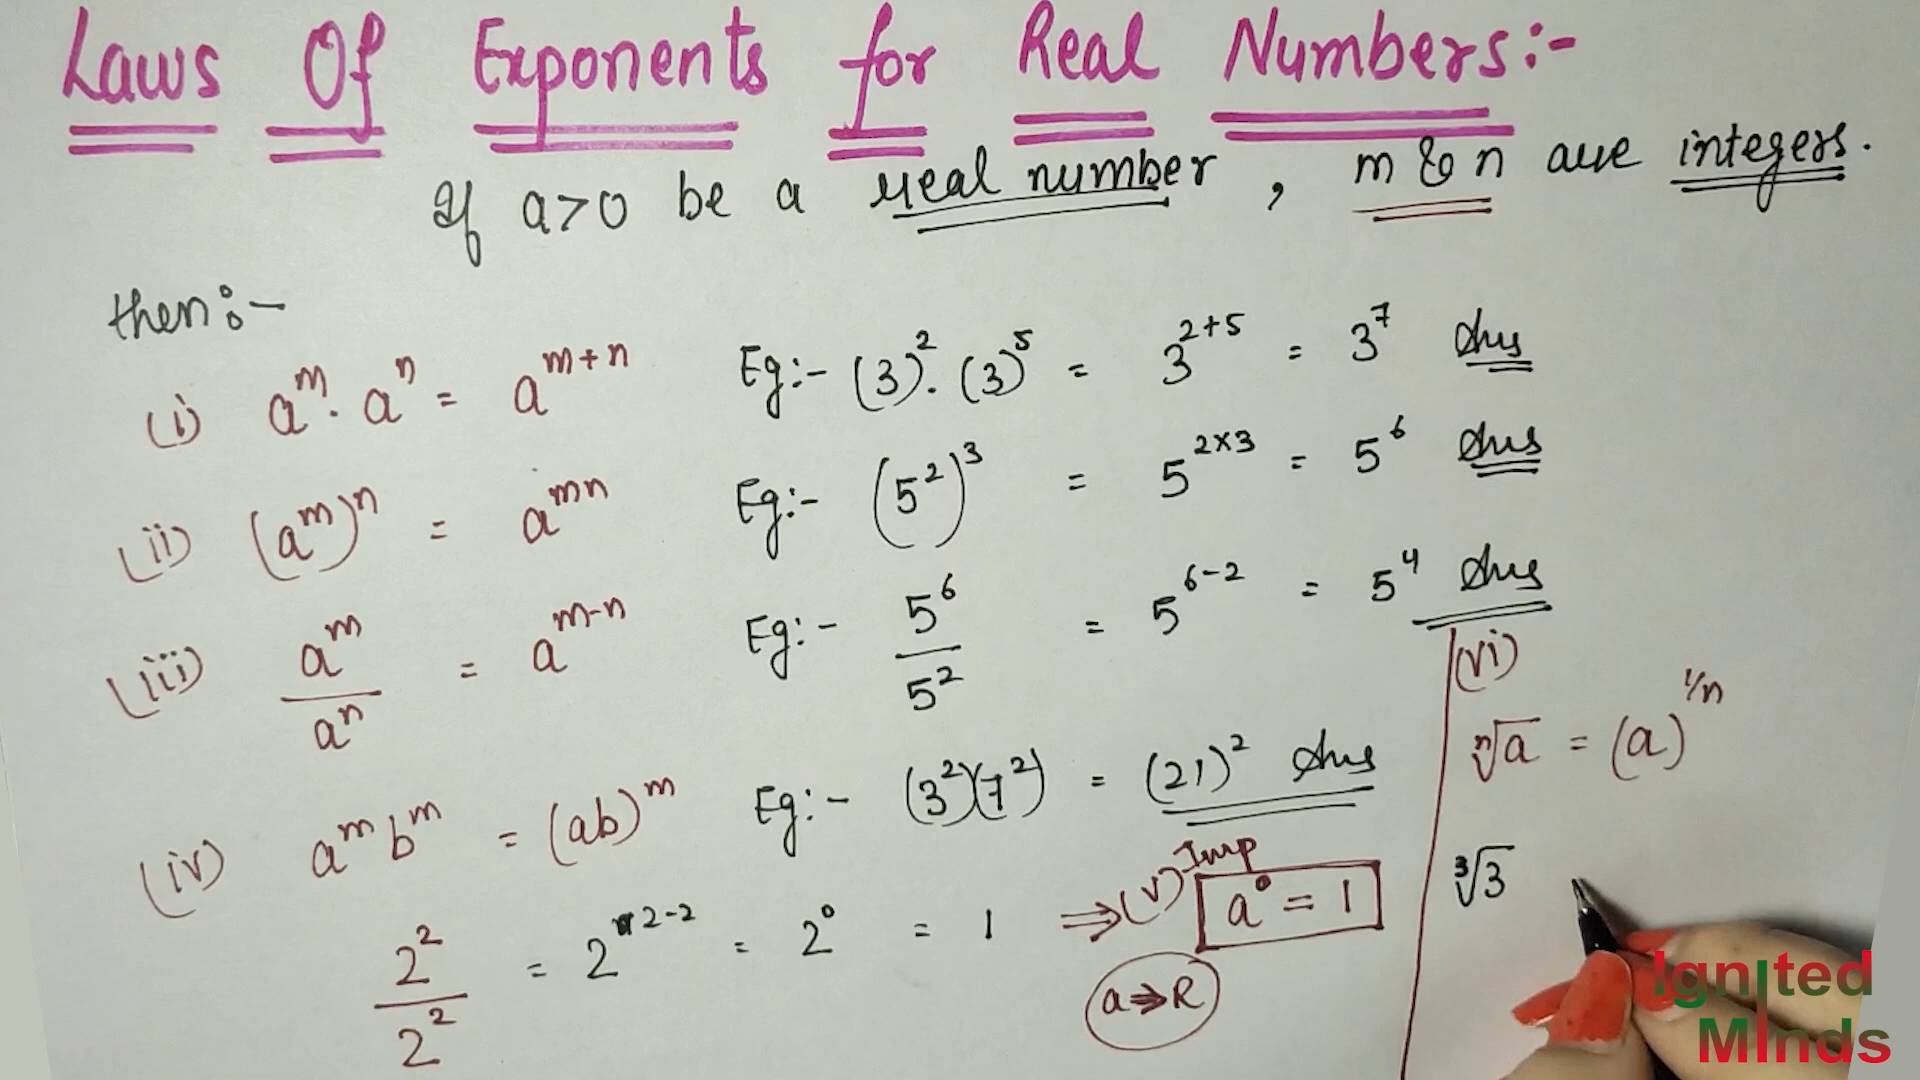 Laws Of Exponents for Real Numbers:-
If a>0 be a real number, m & n are integers.
then:-
(i) a^m . a^n = a^(m+n) Eg:- (3)^2 . (3)^5 = 3^(2+5) = 3^7 Ans
(ii) (a^m)^n = a^(mn) Eg:- (5^2)^3 = 5^(2×3) = 5^6 Ans
(iii) a^m/a^n = a^(m-n) Eg:- 5^6/5^2 = 5^(6-2) = 5^4 Ans
(iv) a^m b^m = (ab)^m Eg:- (3^2)(7^2) = (21)^2 Ans
2^2/2^2 = 2^(2-2) = 2^0 = 1 ⇒ (v) Imp a^0 = 1
a ⇒ R
(vi)
ⁿ√a = (a)^(1/n)
³√3
Ignited
Minds